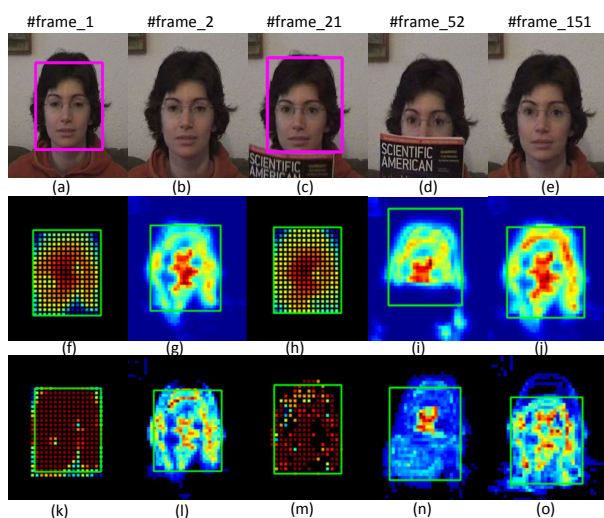 #frame_1 #frame_2 #frame_21 #frame_52 #frame_151
SCIENTIFIC
AMERICAN
SCIENTIFIC
AMERICAN
(a) (b) (c) (d) (e)
(f) (g) (h) (i) (j)
(k) (l) (m) (n) (o)